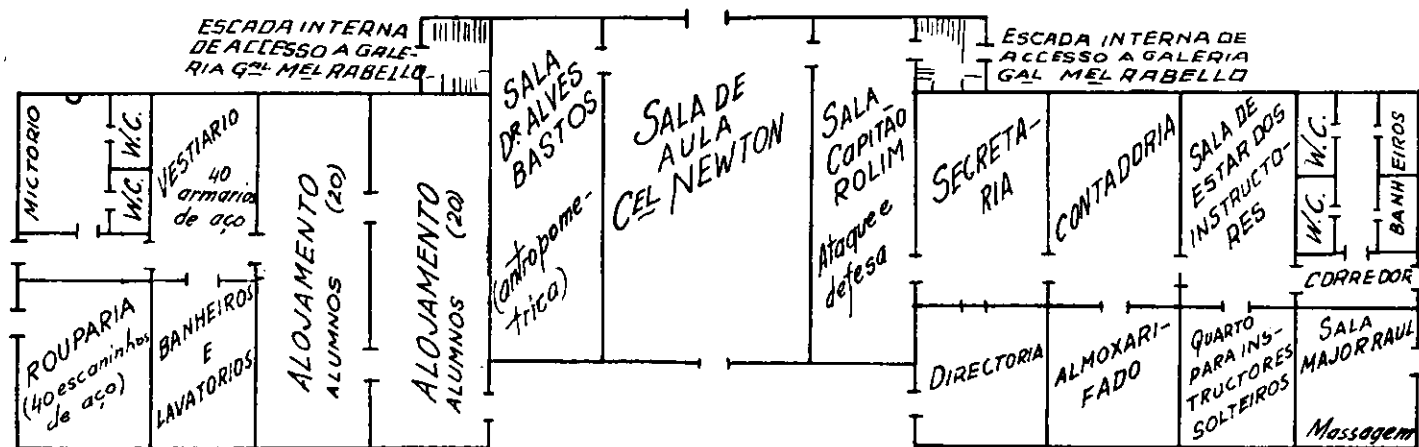 ESCADA INTERNA
DE ACCESSO A GALE-
RIA GAL MEL RABELLO
MICTORIO
W.C.
W.C.
VESTIARIO
40
armarios
de aço
ROUPARIA
(40 escaninhos
de aço)
BANHEIROS
E
LAVATORIOS
ALOJAMENTO
ALUMNOS (20)
ALOJAMENTO
ALUMNOS (20)
SALA
DR. ALVES
BASTOS
(antropome-
trica)
SALA DE
AULA
CEL NEWTON
SALA
CAPITÃO
ROLIM
Ataque e
defesa
ESCADA INTERNA DE
ACCESSO A GALERIA
GAL MEL RABELLO
SECRETA-
RIA
CONTADORIA
SALA DE
ESTAR DOS
INSTRUCTO-
RES
W.C.
W.C.
BANHEIROS
CORREDOR
DIRECTORIA
ALMOXARI-
FADO
QUARTO
PARA INS-
TRUCTORES
SOLTEIROS
SALA
MAJOR RAUL
Massagem